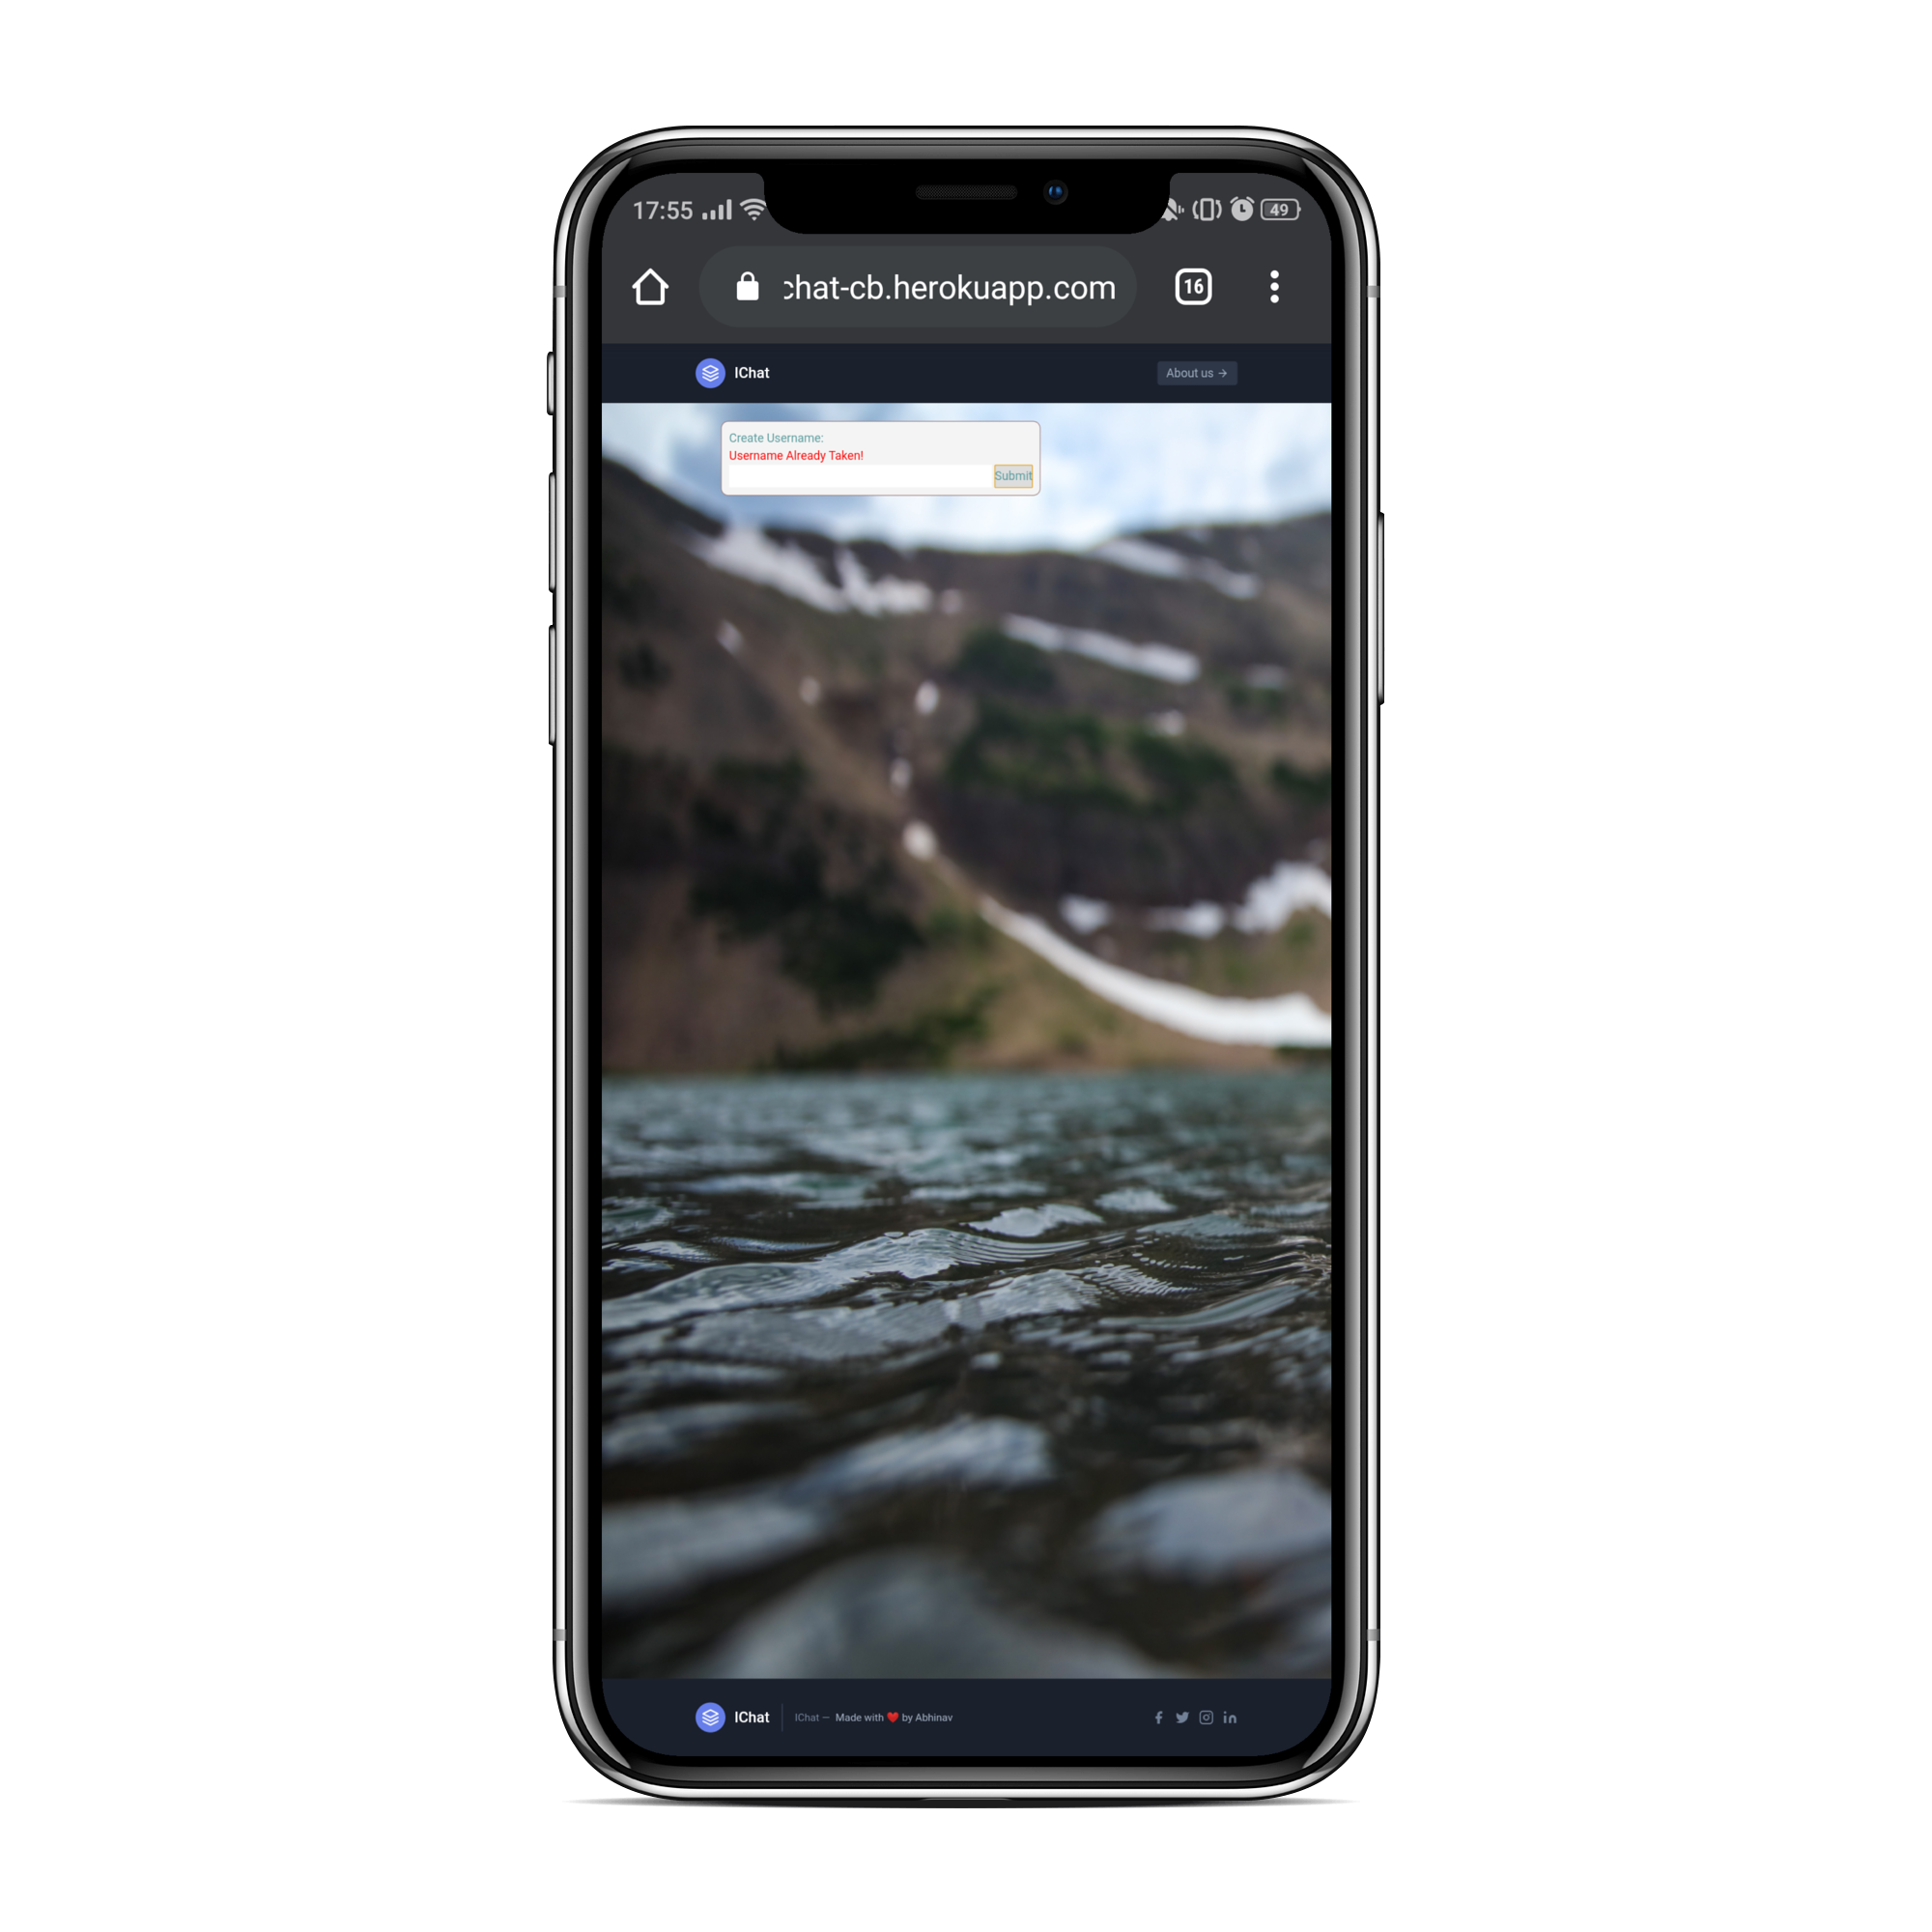 17:55 49
chat-cb.herokuapp.com 16
IChat About us →
Create Username:
Username Already Taken!
Submit
IChat IChat — Made with ❤️ by Abhinav